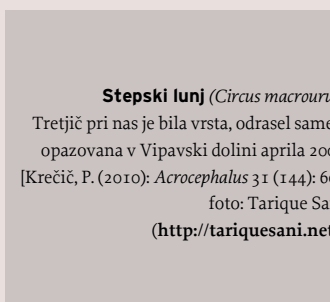 Stepski lunj (Circus macrouru
Tretjič pri nas je bila vrsta, odrasel same
opazovana v Vipavski dolini aprila 200
[Krečič, P. (2010): Acrocephalus 31 (144): 6
foto: Tarique Sa
(http://tariquesani.net